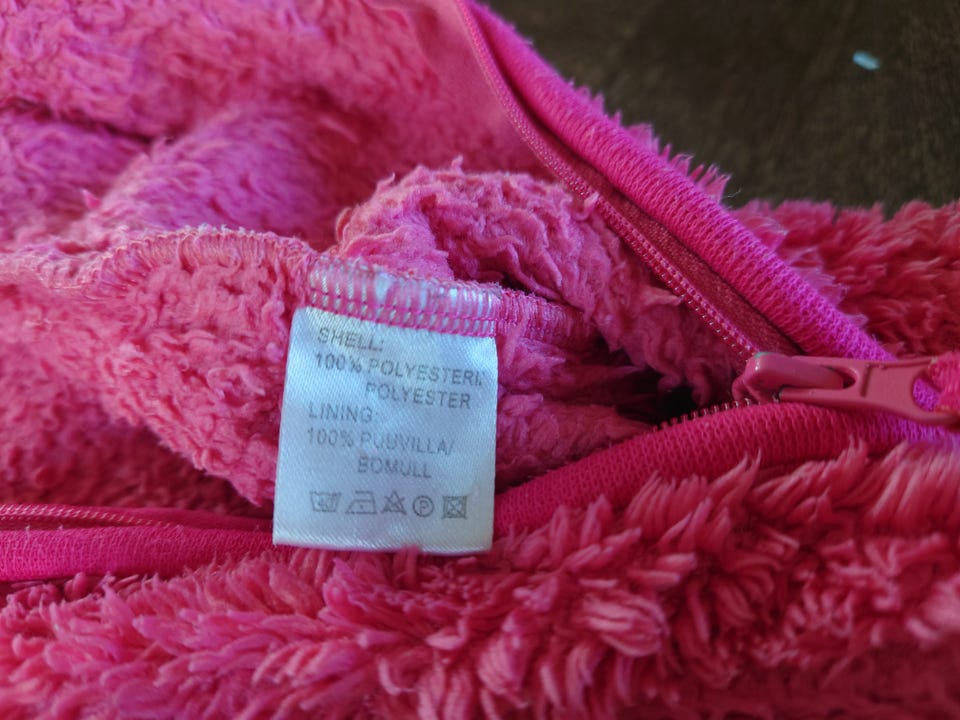 SHELL:
100% POLYESTERI/
POLYESTER
LINING:
100% PUUVILLA/
BOMULL
P